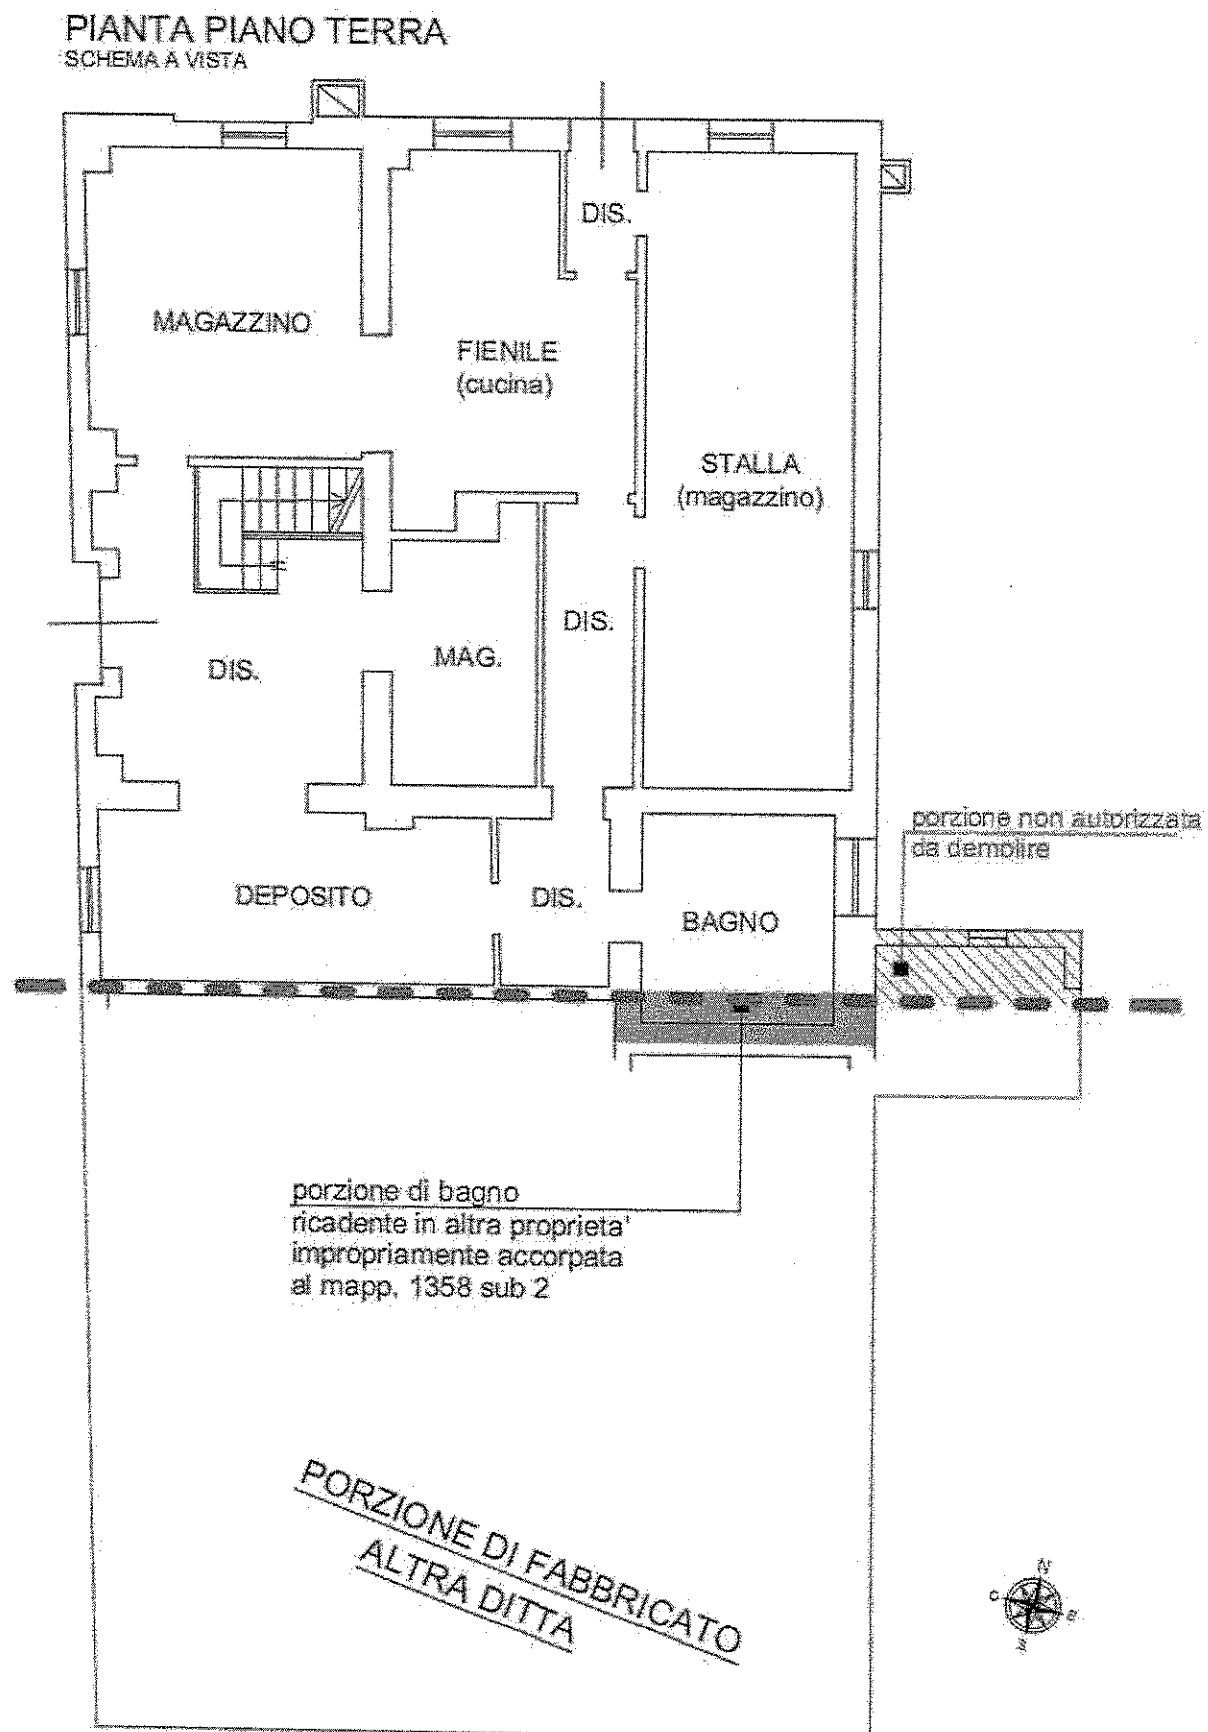 PIANTA PIANO TERRA
SCHEMA A VISTA
DIS.
MAGAZZINO
FIENILE
(cucina)
STALLA
(magazzino)
DIS.
MAG.
DIS.
porzione non autorizzata
da demolire
DEPOSITO
DIS.
BAGNO
porzione di bagno
ricadente in altra proprieta'
impropriamente accorpata
al mapp. 1358 sub 2
PORZIONE DI FABBRICATO
ALTRA DITTA
N
S